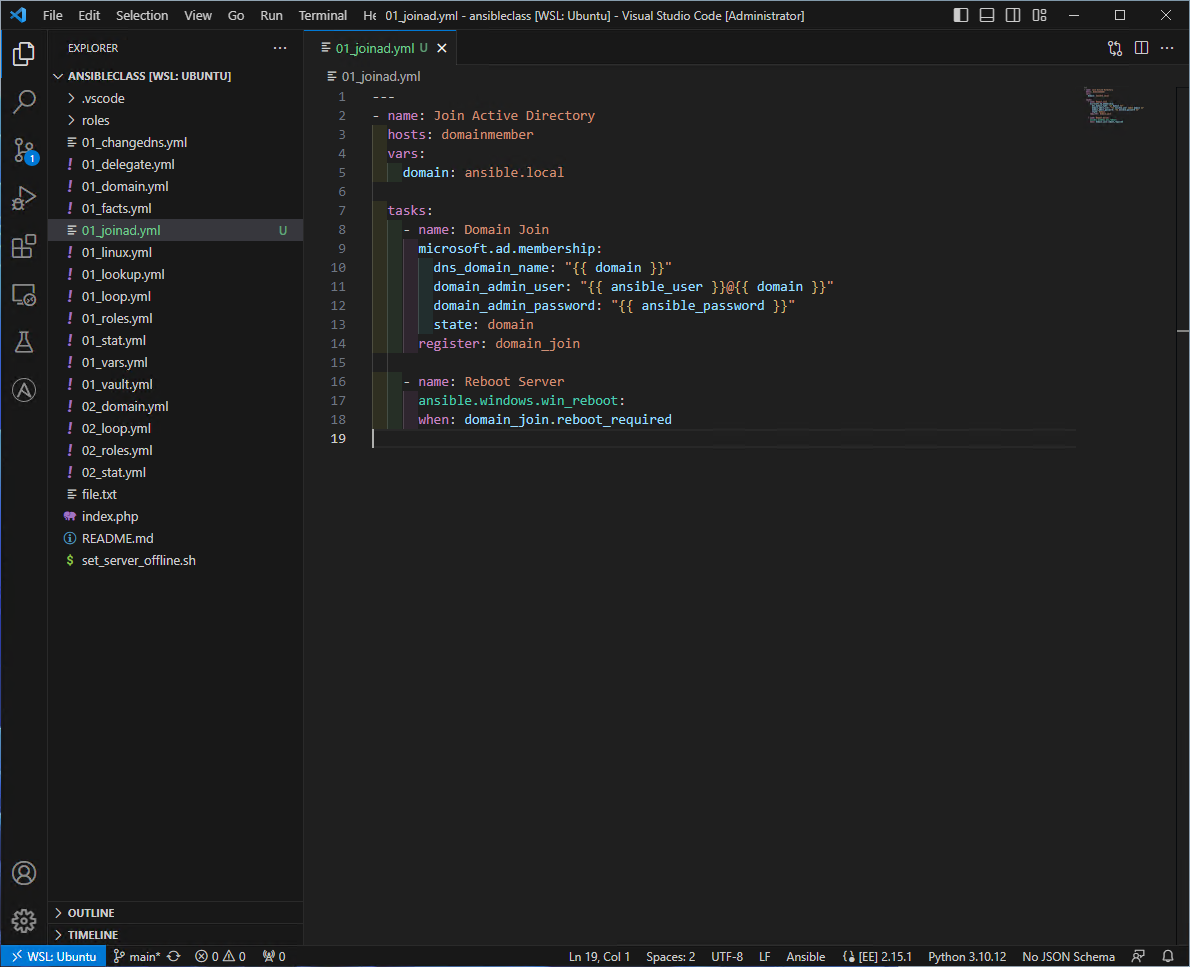 File Edit Selection View Go Run Terminal He 01_joinad.yml - ansibleclass [WSL: Ubuntu] - Visual Studio Code [Administrator]
EXPLORER
ANSIBLECLASS [WSL: UBUNTU]
.vscode
roles
01_changedns.yml
01_delegate.yml
01_domain.yml
01_facts.yml
01_joinad.yml U
01_linux.yml
01_lookup.yml
01_loop.yml
01_roles.yml
01_stat.yml
01_vars.yml
01_vault.yml
02_domain.yml
02_loop.yml
02_roles.yml
02_stat.yml
file.txt
index.php
README.md
$ set_server_offline.sh
OUTLINE
TIMELINE
1
01_joinad.yml U
01_joinad.yml
1 ---
2 - name: Join Active Directory
3   hosts: domainmember
4   vars:
5     domain: ansible.local
6
7   tasks:
8     - name: Domain Join
9       microsoft.ad.membership:
10         dns_domain_name: "{{ domain }}"
11         domain_admin_user: "{{ ansible_user }}@{{ domain }}"
12         domain_admin_password: "{{ ansible_password }}"
13         state: domain
14       register: domain_join
15
16     - name: Reboot Server
17       ansible.windows.win_reboot:
18       when: domain_join.reboot_required
19
WSL: Ubuntu main* 0 0 0 Ln 19, Col 1 Spaces: 2 UTF-8 LF Ansible [EE] 2.15.1 Python 3.10.12 No JSON Schema